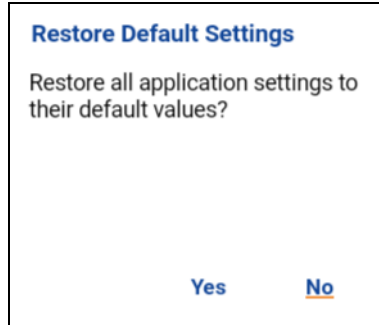 Restore Default Settings
Restore all application settings to
their default values?
Yes No